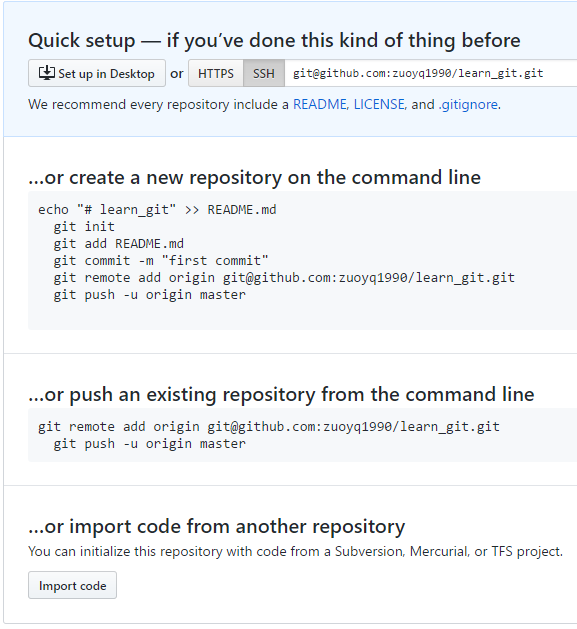 Quick setup — if you’ve done this kind of thing before
Set up in Desktop or HTTPS SSH git@github.com:zuoyq1990/learn_git.git
We recommend every repository include a README, LICENSE, and .gitignore.
…or create a new repository on the command line
echo "# learn_git" >> README.md
git init
git add README.md
git commit -m "first commit"
git remote add origin git@github.com:zuoyq1990/learn_git.git
git push -u origin master
…or push an existing repository from the command line
git remote add origin git@github.com:zuoyq1990/learn_git.git
git push -u origin master
…or import code from another repository
You can initialize this repository with code from a Subversion, Mercurial, or TFS project.
Import code